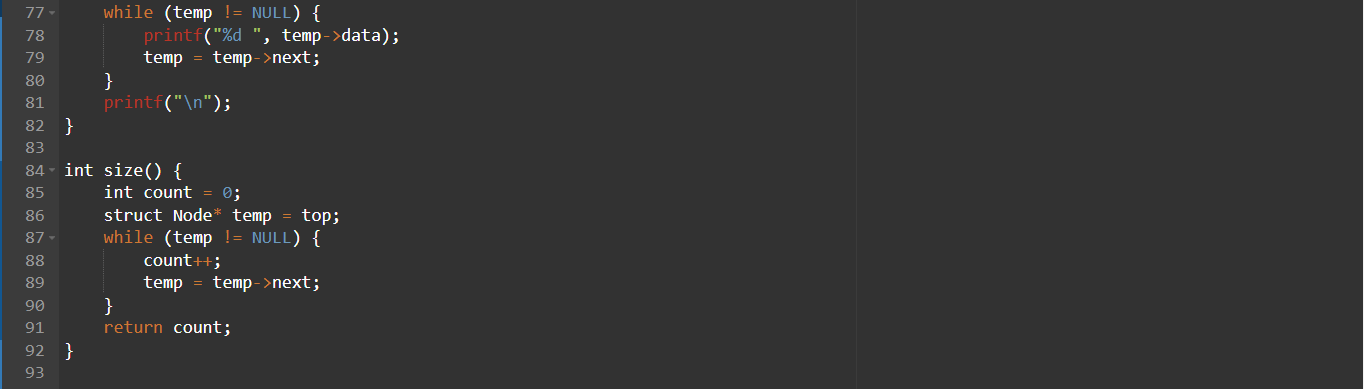 77 while (temp != NULL) {
78 printf("%d ", temp->data);
79 temp = temp->next;
80 }
81 printf("\n");
82 }
83
84 int size() {
85 int count = 0;
86 struct Node* temp = top;
87 while (temp != NULL) {
88 count++;
89 temp = temp->next;
90 }
91 return count;
92 }
93